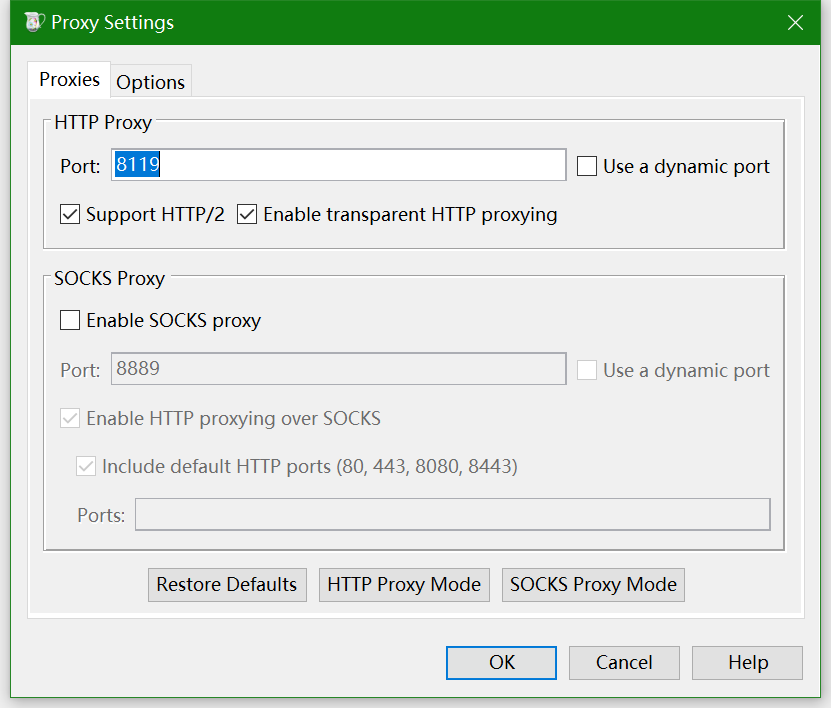 Proxy Settings
Proxies Options
HTTP Proxy
Port: 8119 Use a dynamic port
Support HTTP/2 Enable transparent HTTP proxying
SOCKS Proxy
Enable SOCKS proxy
Port: 8889 Use a dynamic port
Enable HTTP proxying over SOCKS
Include default HTTP ports (80, 443, 8080, 8443)
Ports:
Restore Defaults HTTP Proxy Mode SOCKS Proxy Mode
OK Cancel Help